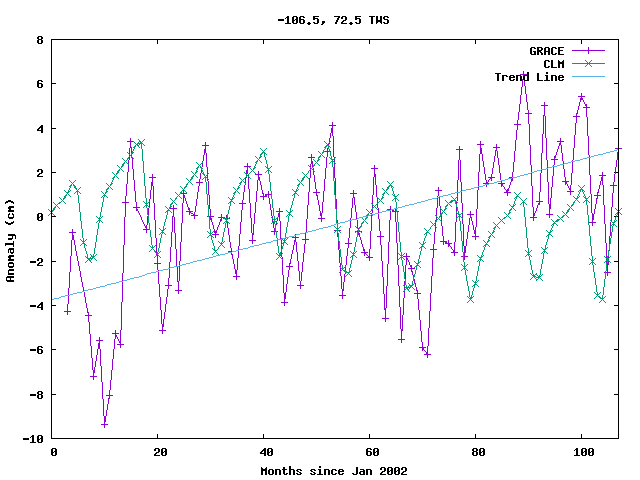 -106.5, 72.5 TWS
GRACE
CLM
Trend Line
8
6
4
2
0
-2
-4
-6
-8
-10
Anomaly (cm)
0 20 40 60 80 100
Months since Jan 2002